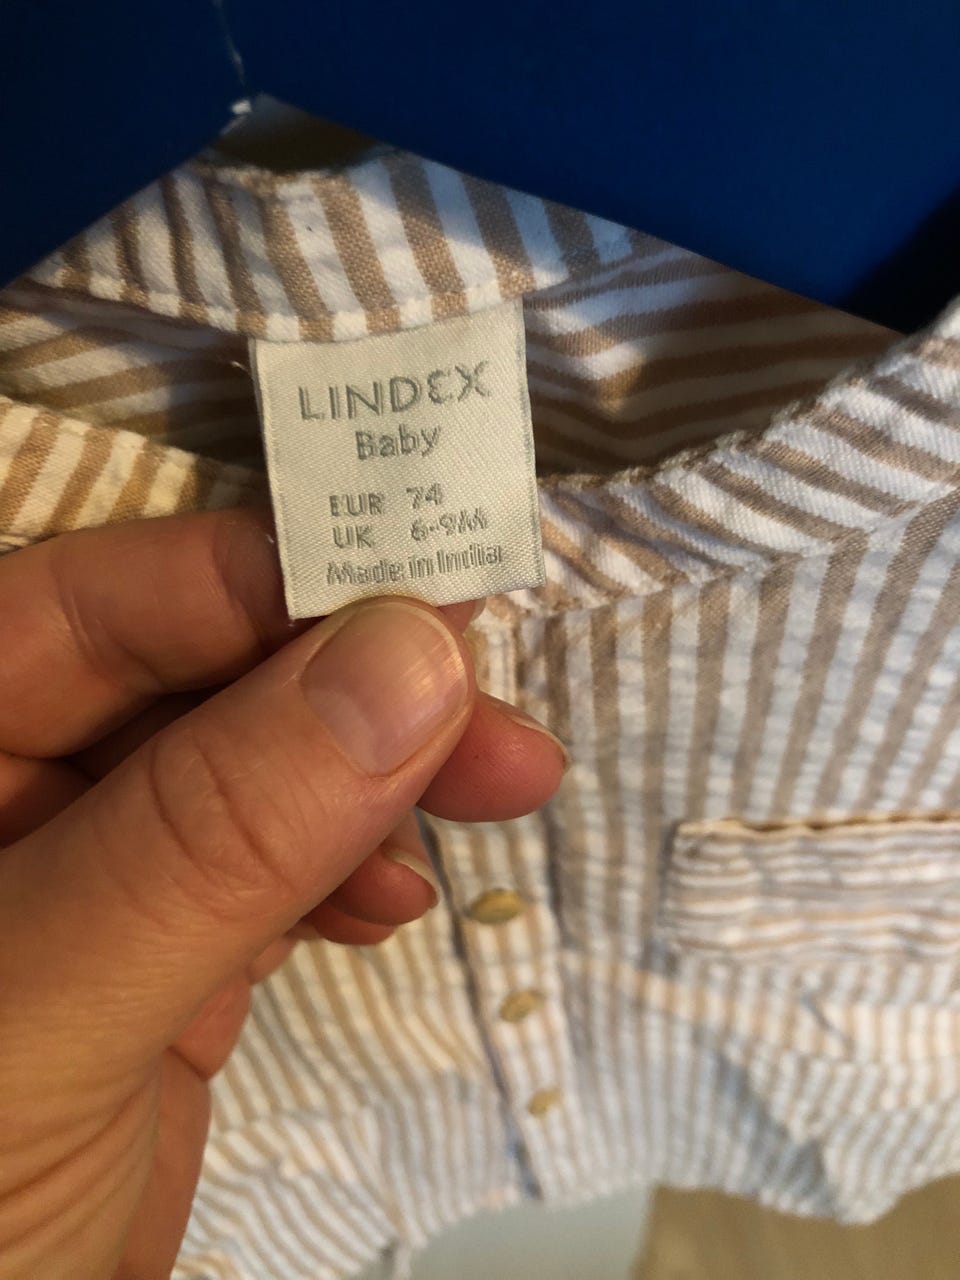 LINDEX
Baby
EUR 74
UK 6-9M
Made in India